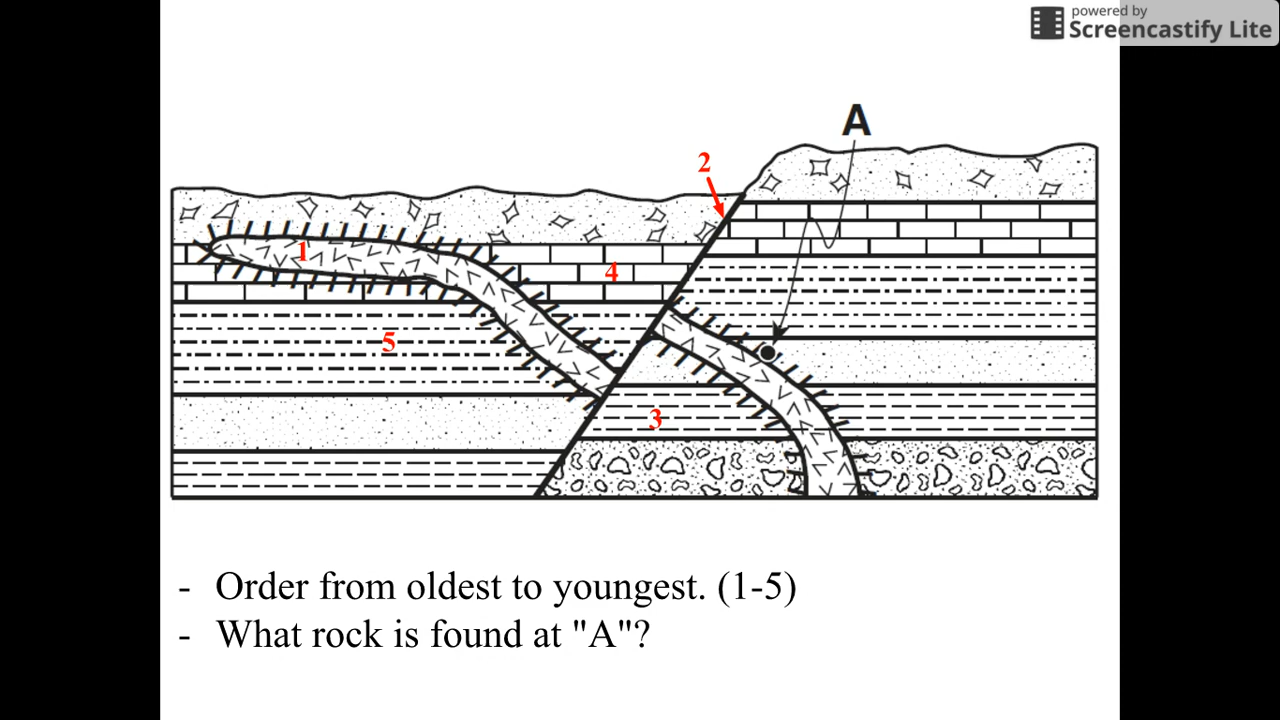 powered by
Screencastify Lite
A
2
1
4
5
3
- Order from oldest to youngest. (1-5)
- What rock is found at "A"?